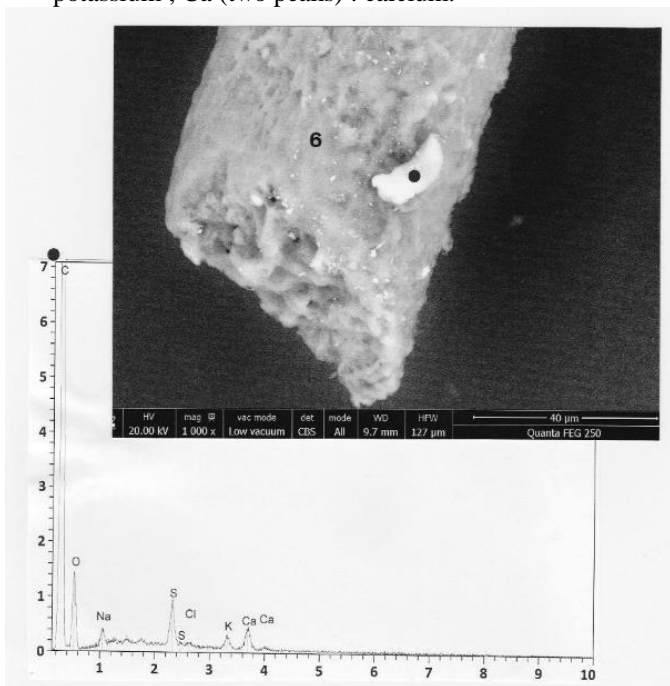 potassium ; Ca (two peaks) : calcium.
6
HV mag vac mode det mode WD HFW 40 µm
20.00 kV 1 000 x Low vacuum CBS All 9.7 mm 127 µm Quanta FEG 250
7
C
6
5
4
3
2
1
0
O
Na
S
S
Cl
K
Ca
Ca
1 2 3 4 5 6 7 8 9 10